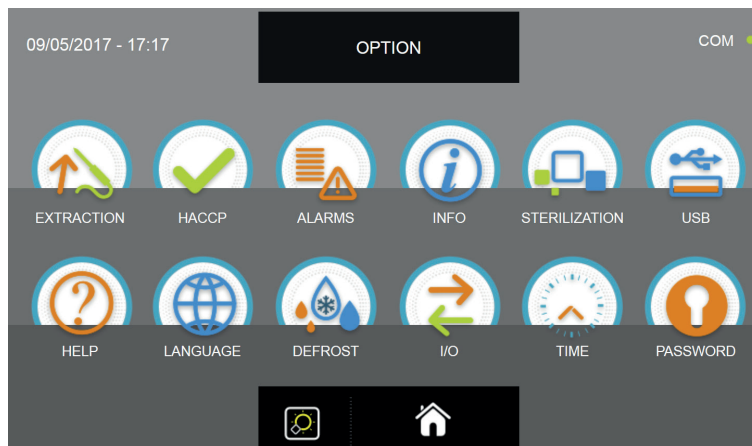 09/05/2017 - 17:17
OPTION
COM
EXTRACTION
HACCP
ALARMS
INFO
STERILIZATION
USB
HELP
LANGUAGE
DEFROST
I/O
TIME
PASSWORD